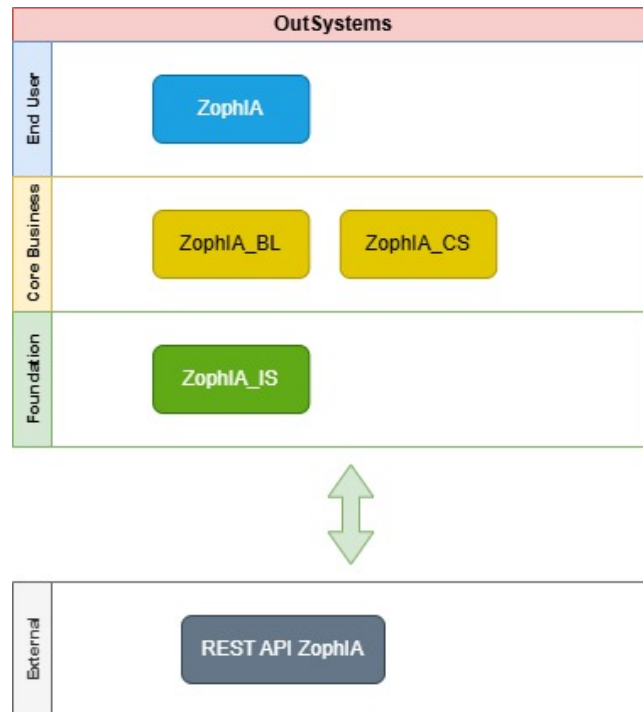 OutSystems
End User
ZophIA
Core Business
ZophIA_BL
ZophIA_CS
Foundation
ZophIA_IS
External
REST API ZophIA